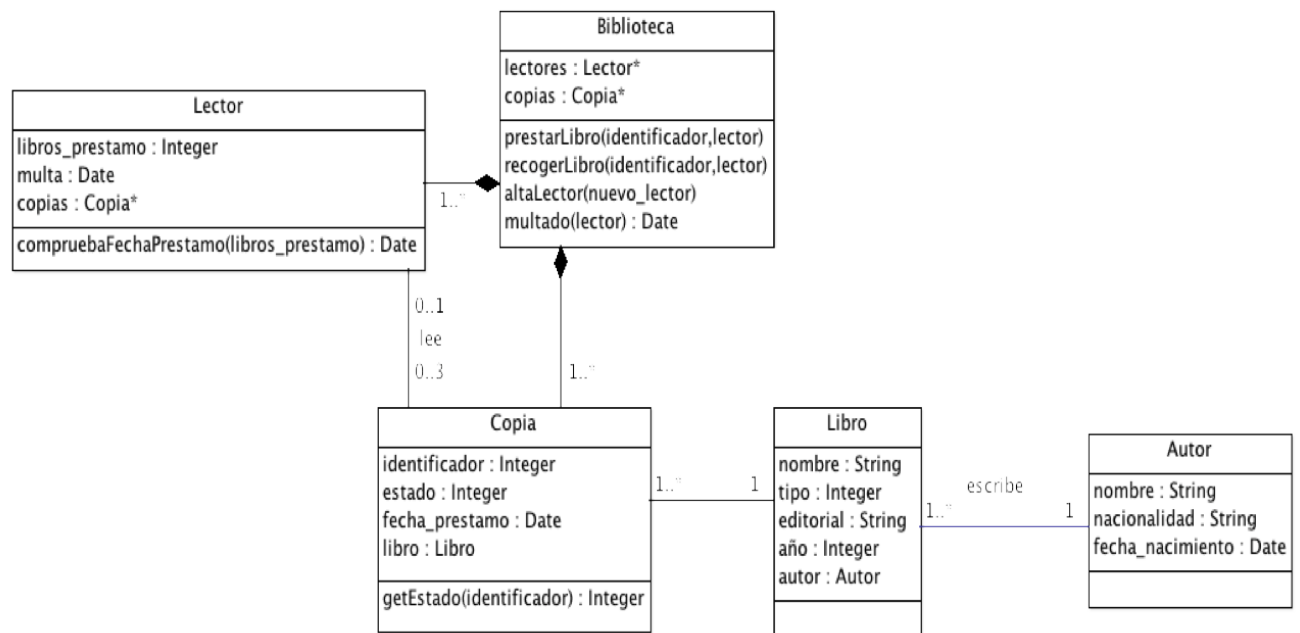 Biblioteca
lectores : Lector*
copias : Copia*
prestarLibro(identificador,lector)
recogerLibro(identificador,lector)
altaLector(nuevo_lector)
multado(lector) : Date
Lector
libros_prestamo : Integer
multa : Date
copias : Copia*
compruebaFechaPrestamo(libros_prestamo) : Date
1..*
0..1
lee
0..3
1..*
Copia
identificador : Integer
estado : Integer
fecha_prestamo : Date
libro : Libro
getEstado(identificador) : Integer
1..*
1
Libro
nombre : String
tipo : Integer
editorial : String
año : Integer
autor : Autor
escribe
1..*
1
Autor
nombre : String
nacionalidad : String
fecha_nacimiento : Date